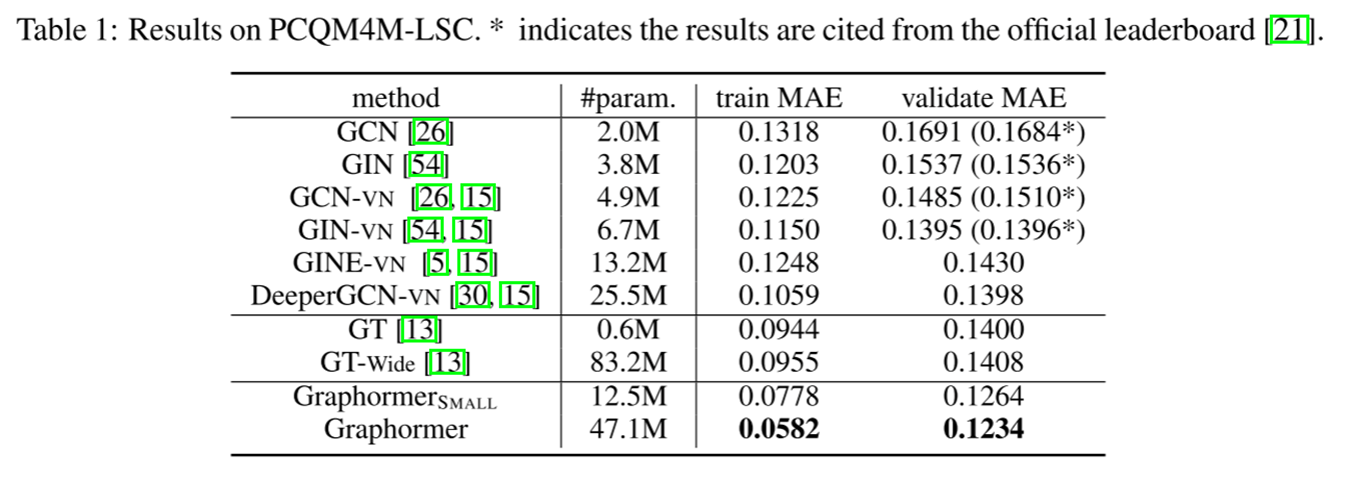 Table 1: Results on PCQM4M-LSC. * indicates the results are cited from the official leaderboard [21].
method #param. train MAE validate MAE
GCN [26] 2.0M 0.1318 0.1691 (0.1684*)
GIN [54] 3.8M 0.1203 0.1537 (0.1536*)
GCN-VN [26, 15] 4.9M 0.1225 0.1485 (0.1510*)
GIN-VN [54, 15] 6.7M 0.1150 0.1395 (0.1396*)
GINE-VN [5, 15] 13.2M 0.1248 0.1430
DeeperGCN-VN [30, 15] 25.5M 0.1059 0.1398
GT [13] 0.6M 0.0944 0.1400
GT-Wide [13] 83.2M 0.0955 0.1408
GraphormerSMALL 12.5M 0.0778 0.1264
Graphormer 47.1M 0.0582 0.1234